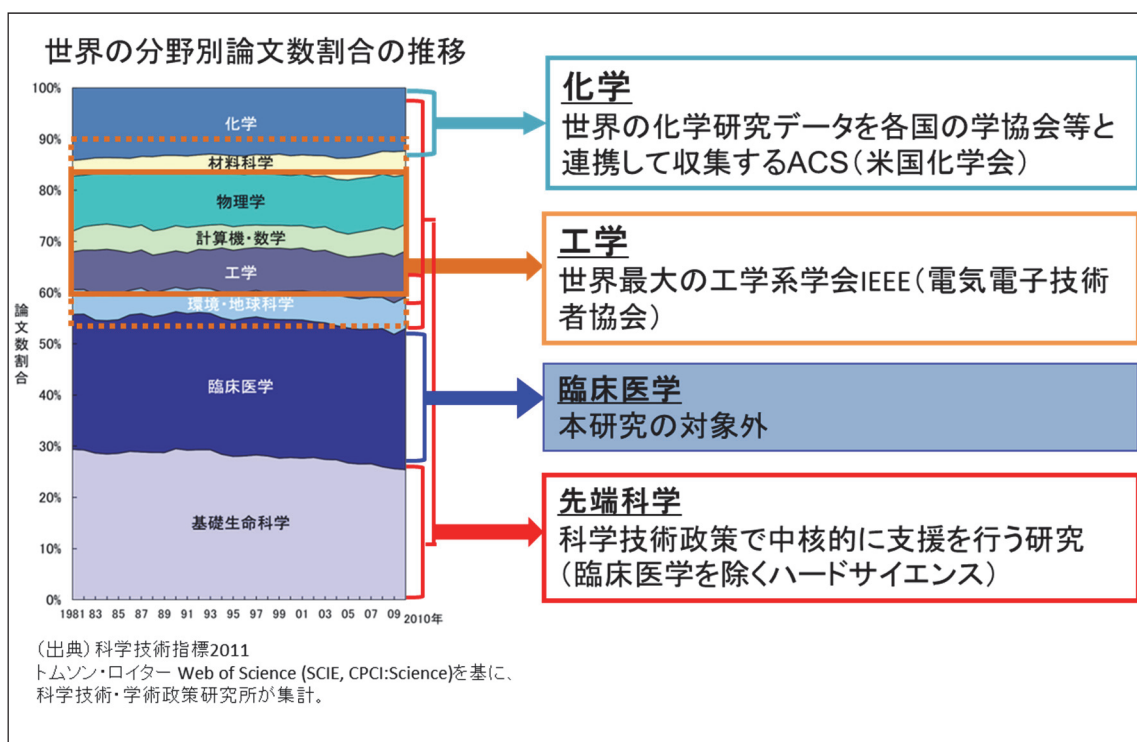 世界の分野別論文数割合の推移
100%
90%
80%
70%
60%
50%
40%
30%
20%
10%
0%
論文数割合
化学
材料科学
物理学
計算機・数学
工学
環境・地球科学
臨床医学
基礎生命科学
1981 83 85 87 89 91 93 95 97 99 01 03 05 07 09 2010年
化学
世界の化学研究データを各国の学協会等と
連携して収集するACS(米国化学会)
工学
世界最大の工学系学会IEEE(電気電子技術
者協会)
臨床医学
本研究の対象外
先端科学
科学技術政策で中核的に支援を行う研究
(臨床医学を除くハードサイエンス)
(出典)科学技術指標2011
トムソン・ロイター Web of Science (SCIE, CPCI:Science)を基に、
科学技術・学術政策研究所が集計。